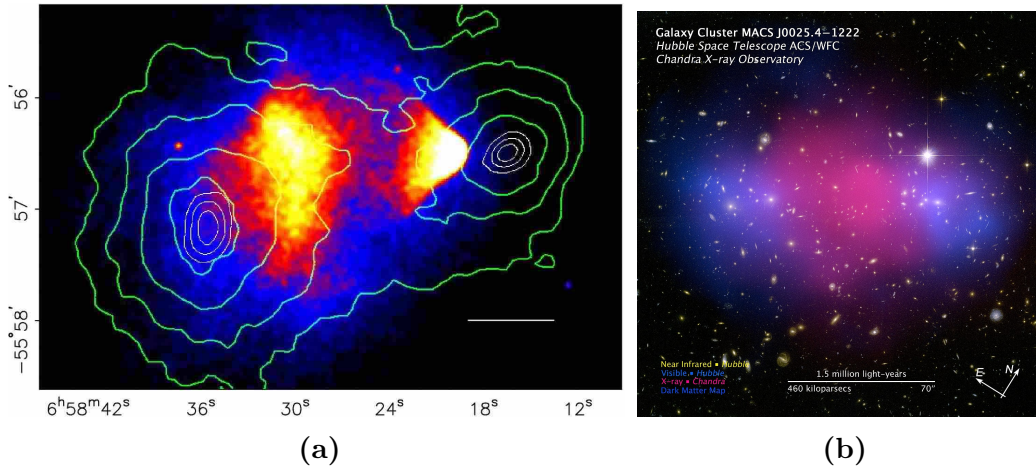 56′
57′
−55° 58′
6ʰ58ᵐ42ˢ 36ˢ 30ˢ 24ˢ 18ˢ 12ˢ
(a)
Galaxy Cluster MACS J0025.4−1222
Hubble Space Telescope ACS/WFC
Chandra X-ray Observatory
Near Infrared ▪ Hubble
Visible ▪ Hubble
X-ray ▪ Chandra
Dark Matter Map
1.5 million light-years
460 kiloparsecs 70″
E N
(b)